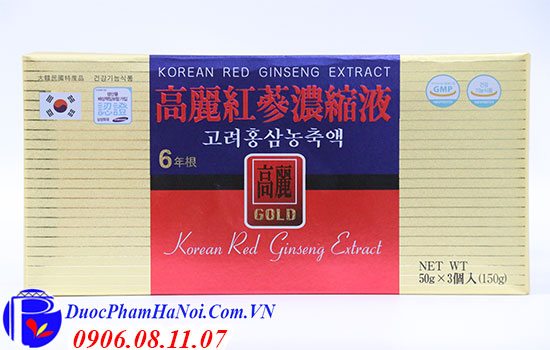 大韓民國特産品
건강기능식품
KOREAN RED GINSENG EXTRACT
高麗紅蔘濃縮液
고려홍삼농축액
GMP
6年根
高麗
GOLD
Korean Red Ginseng Extract
NET WT
50g×3個入(150g)
DuocPhamHaNoi.Com.VN
0906.08.11.07